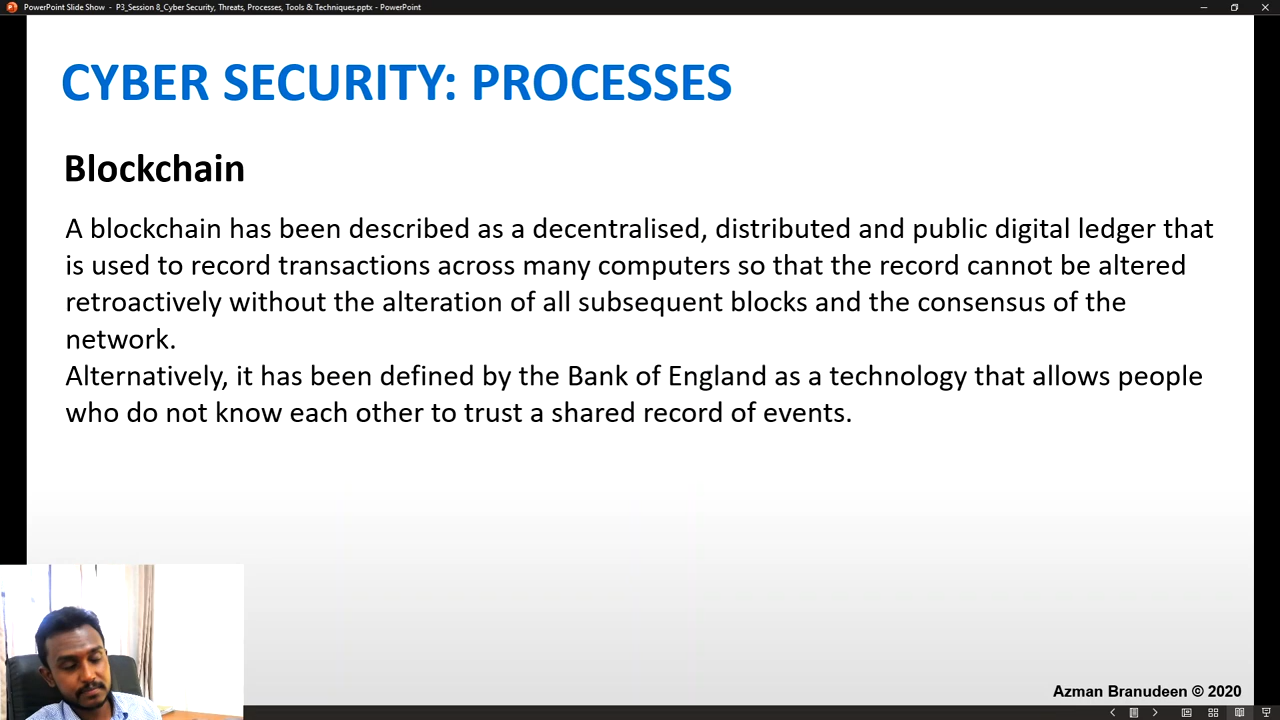 PowerPoint Slide Show - P3_Session 8_Cyber Security, Threats, Processes, Tools & Techniques.pptx - PowerPoint
CYBER SECURITY: PROCESSES
Blockchain
A blockchain has been described as a decentralised, distributed and public digital ledger that
is used to record transactions across many computers so that the record cannot be altered
retroactively without the alteration of all subsequent blocks and the consensus of the
network.
Alternatively, it has been defined by the Bank of England as a technology that allows people
who do not know each other to trust a shared record of events.
Azman Branudeen © 2020